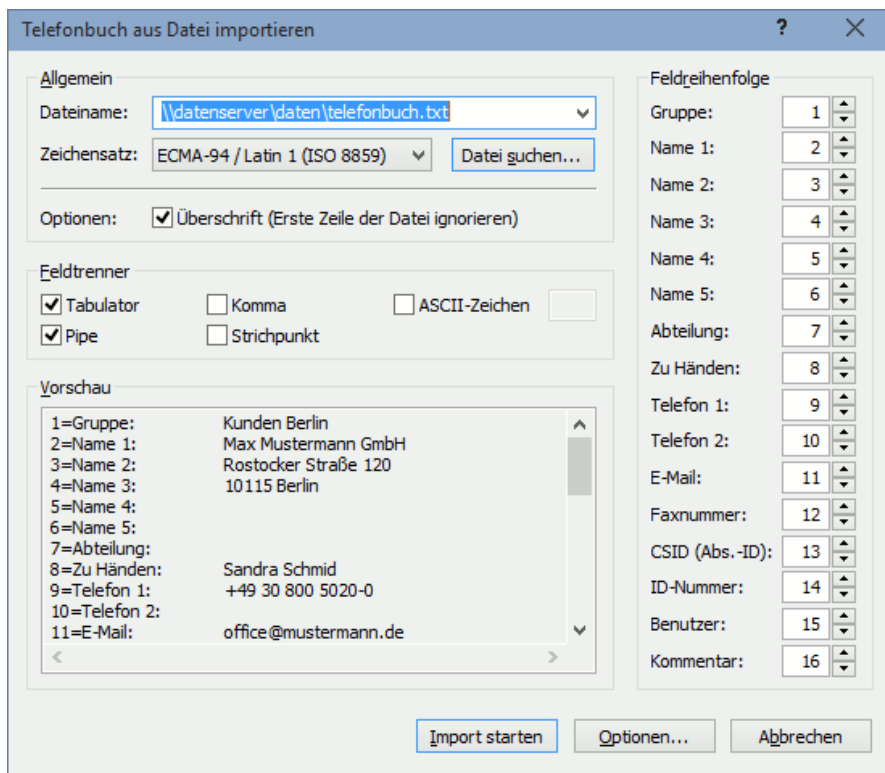 Telefonbuch aus Datei importieren ?
Allgemein
Dateiname: \\datenserver\daten\telefonbuch.txt
Zeichensatz: ECMA-94 / Latin 1 (ISO 8859) Datei suchen...
Optionen: Überschrift (Erste Zeile der Datei ignorieren)
Feldtrenner
Tabulator Komma ASCII-Zeichen
Pipe Strichpunkt
Vorschau
1=Gruppe: Kunden Berlin
2=Name 1: Max Mustermann GmbH
3=Name 2: Rostocker Straße 120
4=Name 3: 10115 Berlin
5=Name 4:
6=Name 5:
7=Abteilung:
8=Zu Händen: Sandra Schmid
9=Telefon 1: +49 30 800 5020-0
10=Telefon 2:
11=E-Mail: office@mustermann.de
Feldreihenfolge
Gruppe: 1
Name 1: 2
Name 2: 3
Name 3: 4
Name 4: 5
Name 5: 6
Abteilung: 7
Zu Händen: 8
Telefon 1: 9
Telefon 2: 10
E-Mail: 11
Faxnummer: 12
CSID (Abs.-ID): 13
ID-Nummer: 14
Benutzer: 15
Kommentar: 16
Import starten Optionen... Abbrechen